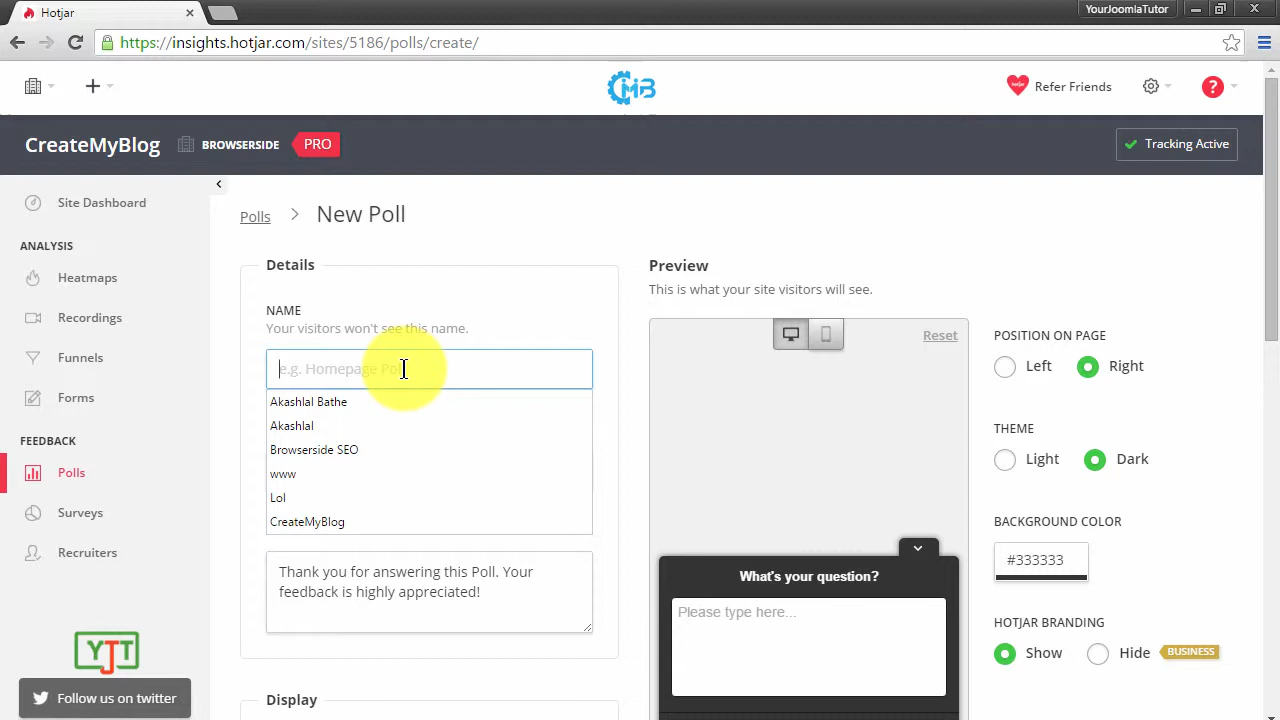 Hotjar
YourJoomlaTutor
https://insights.hotjar.com/sites/5186/polls/create/
CMB
Refer Friends
?
CreateMyBlog
BROWSERSIDE
PRO
Tracking Active
Site Dashboard
ANALYSIS
Heatmaps
Recordings
Funnels
Forms
FEEDBACK
Polls
Surveys
Recruiters
YJT
Follow us on twitter
Polls > New Poll
Details
NAME
Your visitors won't see this name.
e.g. Homepage Poll
Akashlal Bathe
Akashlal
Browserside SEO
www
Lol
CreateMyBlog
Thank you for answering this Poll. Your
feedback is highly appreciated!
Display
Preview
This is what your site visitors will see.
Reset
What's your question?
Please type here...
POSITION ON PAGE
Left
Right
THEME
Light
Dark
BACKGROUND COLOR
#333333
HOTJAR BRANDING
Show
Hide
BUSINESS